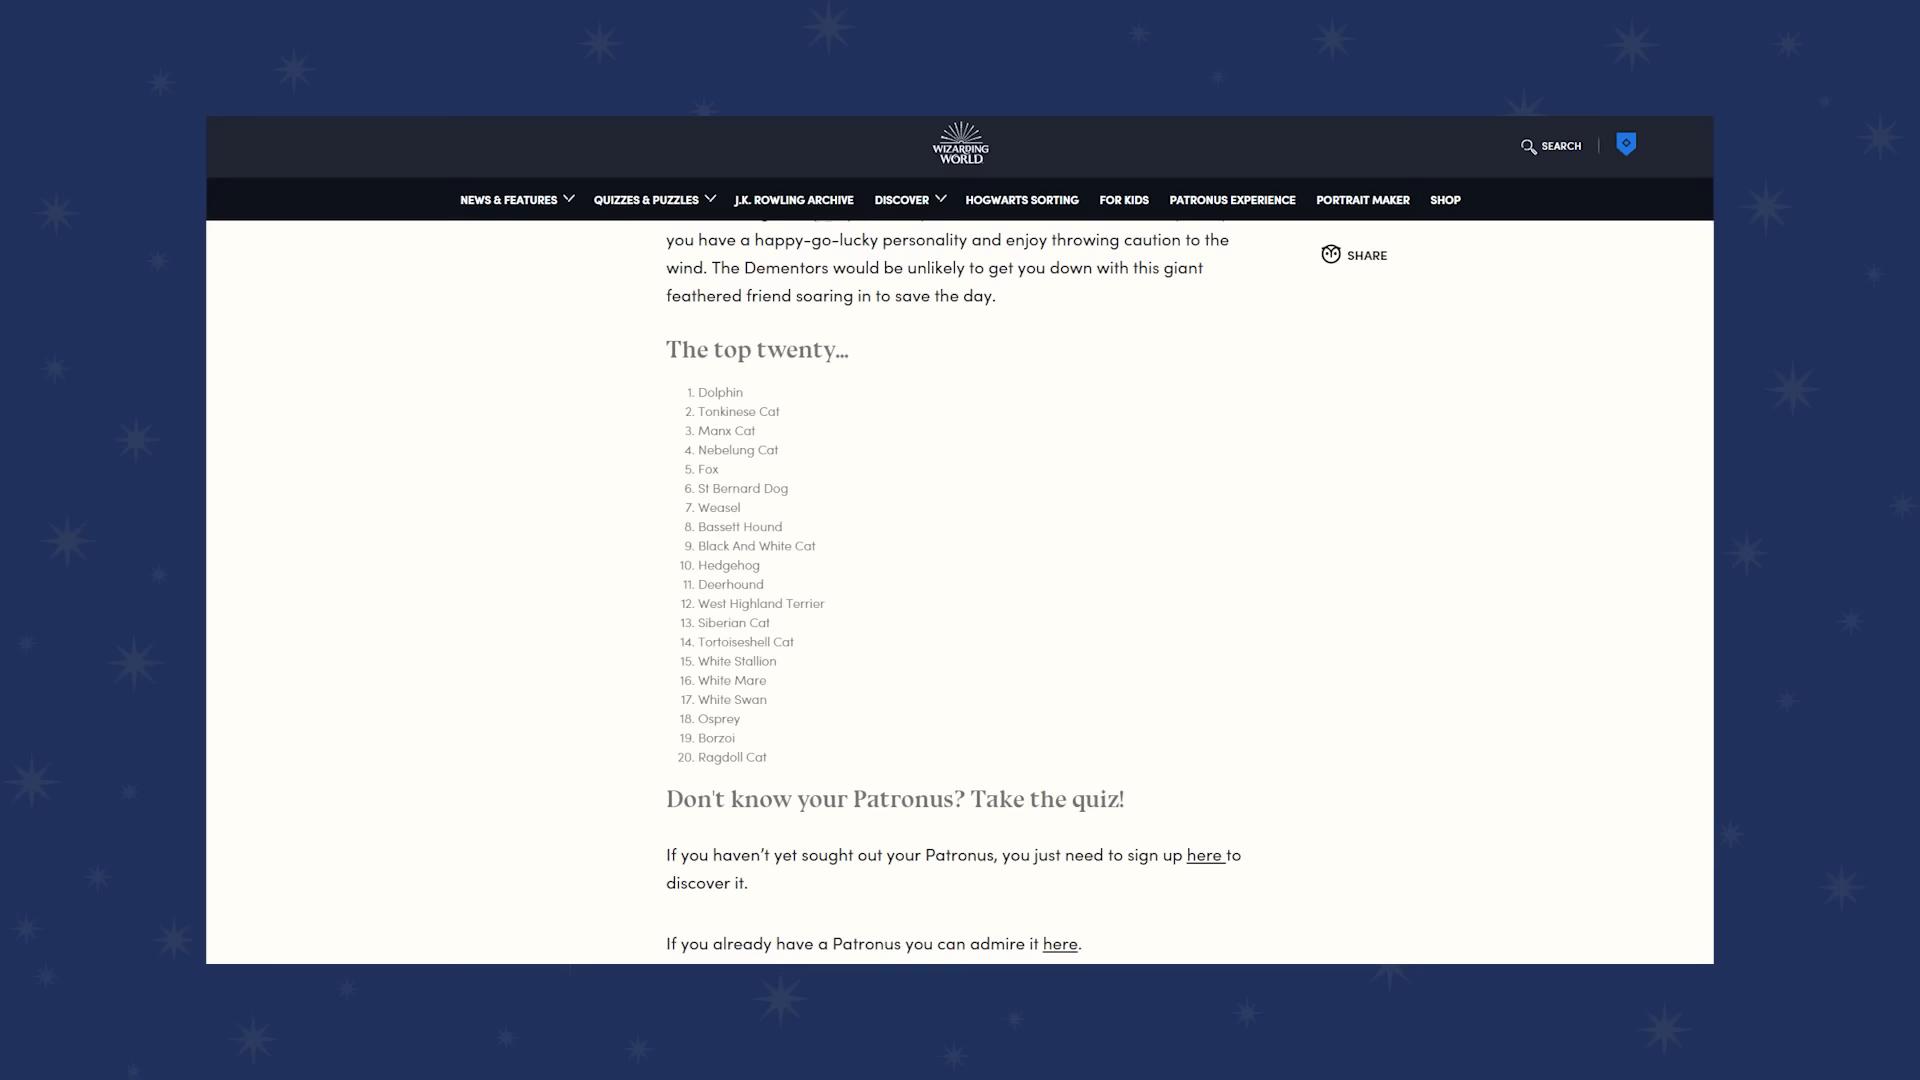 WIZARDING
WORLD
SEARCH
NEWS & FEATURES
QUIZZES & PUZZLES
J.K. ROWLING ARCHIVE
DISCOVER
HOGWARTS SORTING
FOR KIDS
PATRONUS EXPERIENCE
PORTRAIT MAKER
SHOP
you have a happy-go-lucky personality and enjoy throwing caution to the
wind. The Dementors would be unlikely to get you down with this giant
feathered friend soaring in to save the day.
SHARE
The top twenty...
1. Dolphin
2. Tonkinese Cat
3. Manx Cat
4. Nebelung Cat
5. Fox
6. St Bernard Dog
7. Weasel
8. Bassett Hound
9. Black And White Cat
10. Hedgehog
11. Deerhound
12. West Highland Terrier
13. Siberian Cat
14. Tortoiseshell Cat
15. White Stallion
16. White Mare
17. White Swan
18. Osprey
19. Borzoi
20. Ragdoll Cat
Don't know your Patronus? Take the quiz!
If you haven’t yet sought out your Patronus, you just need to sign up here to
discover it.
If you already have a Patronus you can admire it here.